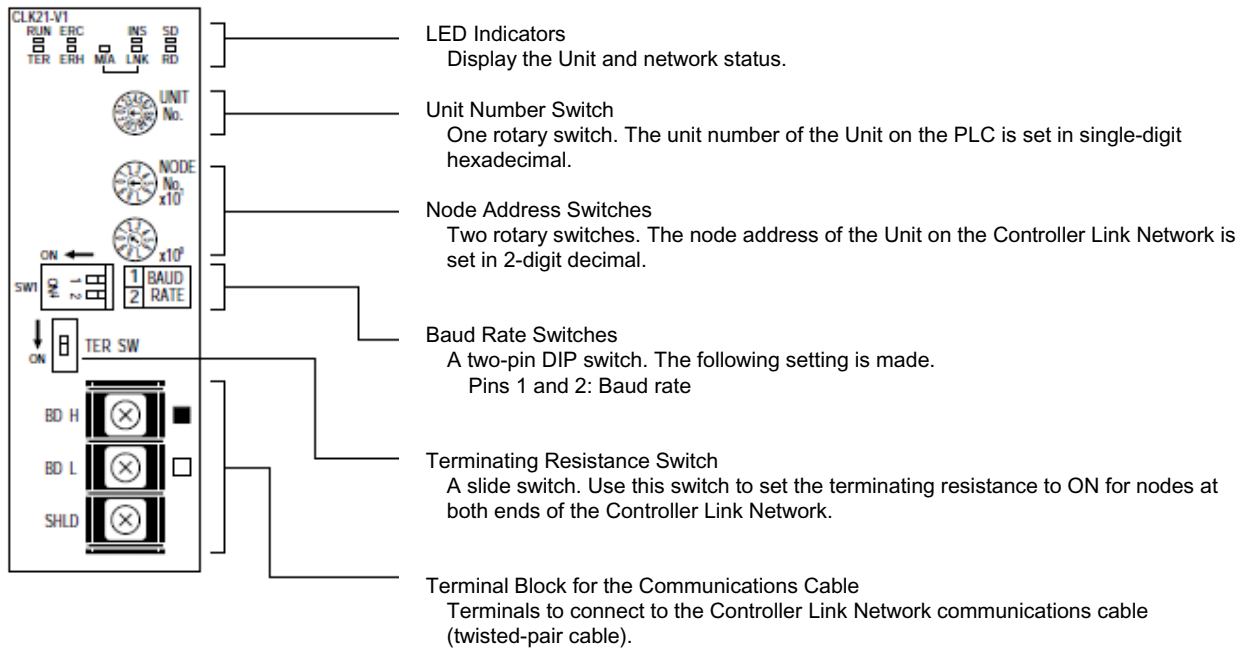 CLK21-V1
RUN ERC INS SD
TER ERH M/A LNK RD
UNIT
No.
NODE
No.
x10¹
x10⁰
ON
SW1 ON 1 2
1 BAUD
2 RATE
ON
TER SW
BD H
BD L
SHLD
LED Indicators
Display the Unit and network status.
Unit Number Switch
One rotary switch. The unit number of the Unit on the PLC is set in single-digit
hexadecimal.
Node Address Switches
Two rotary switches. The node address of the Unit on the Controller Link Network is
set in 2-digit decimal.
Baud Rate Switches
A two-pin DIP switch. The following setting is made.
Pins 1 and 2: Baud rate
Terminating Resistance Switch
A slide switch. Use this switch to set the terminating resistance to ON for nodes at
both ends of the Controller Link Network.
Terminal Block for the Communications Cable
Terminals to connect to the Controller Link Network communications cable
(twisted-pair cable).